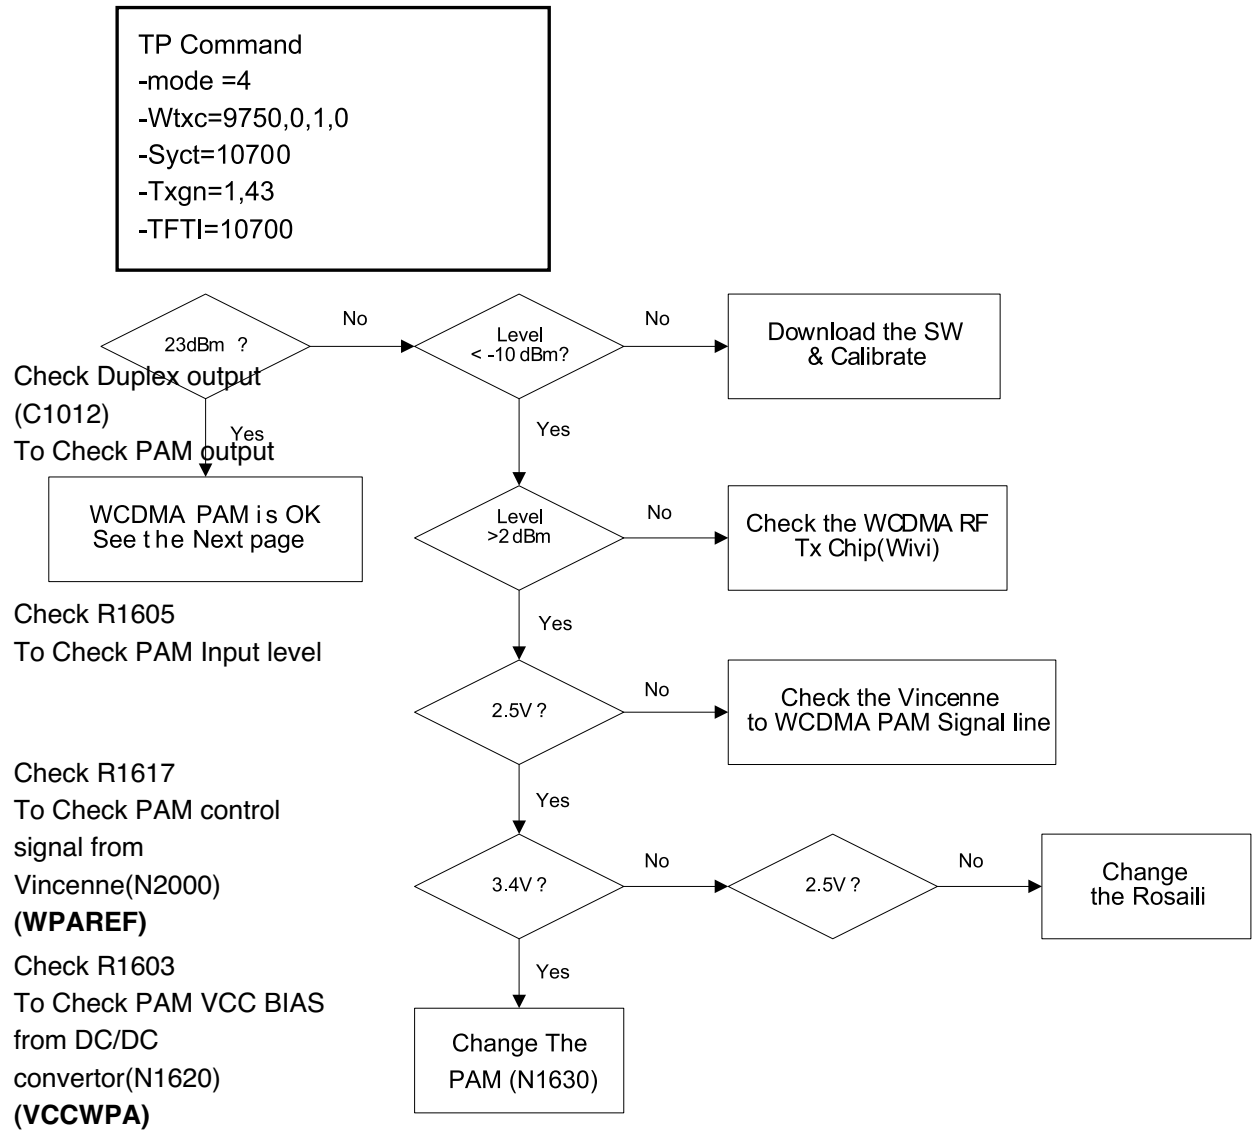 TP Command
-mode =4
-Wtxc=9750,0,1,0
-Syct=10700
-Txgn=1,43
-TFTI=10700
23dBm ?
No
Level
< -10 dBm?
No
Download the SW
& Calibrate
Check Duplex output
(C1012)
To Check PAM output
Yes
Yes
WCDMA PAM is OK
See the Next page
Level
>2 dBm
No
Check the WCDMA RF
Tx Chip(Wivi)
Check R1605
To Check PAM Input level
Yes
2.5V ?
No
Check the Vincenne
to WCDMA PAM Signal line
Check R1617
To Check PAM control
signal from
Vincenne(N2000)
(WPAREF)
Yes
3.4V ?
No
2.5V ?
No
Change
the Rosaili
Check R1603
To Check PAM VCC BIAS
from DC/DC
convertor(N1620)
(VCCWPA)
Yes
Change The
PAM (N1630)